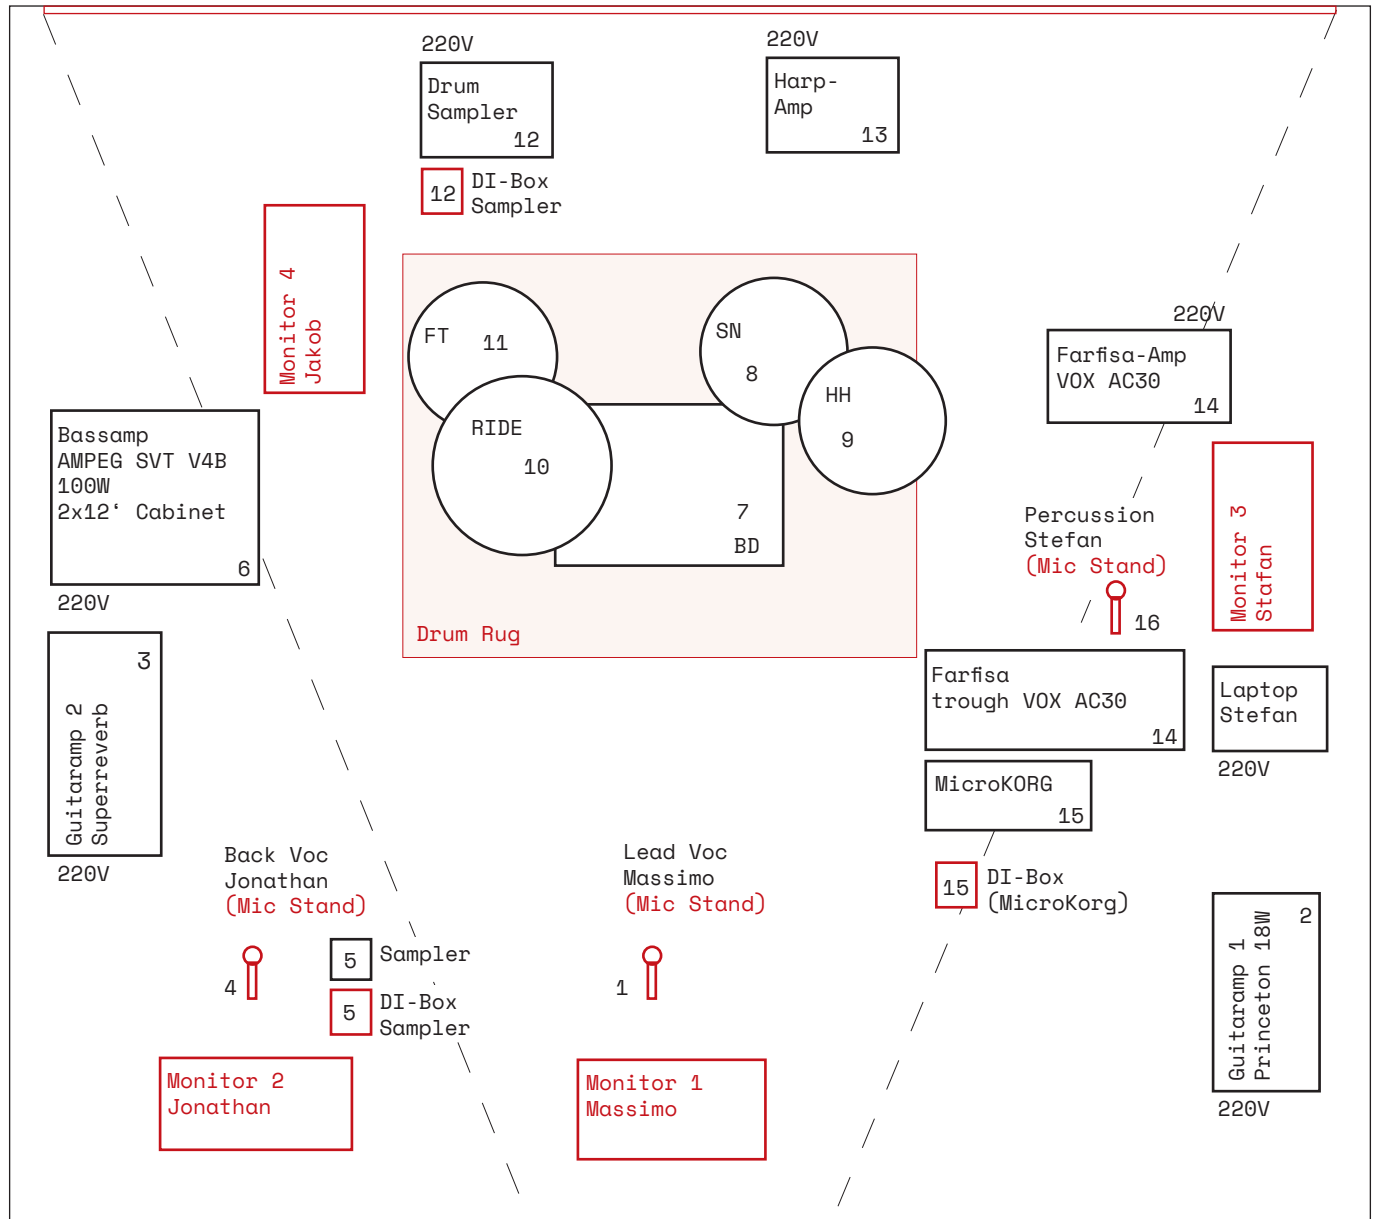 220V
Drum
Sampler
12
220V
Harp-
Amp
13
12
DI-Box
Sampler
Monitor 4
Jakob
FT
11
SN
8
HH
9
RIDE
10
7
BD
Drum Rug
220V
Farfisa-Amp
VOX AC30
14
Bassamp
AMPEG SVT V4B
100W
2x12‘ Cabinet
6
220V
Percussion
Stefan
(Mic Stand)
16
Monitor 3
Stafan
3
Guitaramp 2
Superreverb
220V
Farfisa
trough VOX AC30
14
Laptop
Stefan
220V
MicroKORG
15
15
DI-Box
(MicroKorg)
Back Voc
Jonathan
(Mic Stand)
4
5
Sampler
5
DI-Box
Sampler
Lead Voc
Massimo
(Mic Stand)
1
2
Guitaramp 1
Princeton 18W
220V
Monitor 2
Jonathan
Monitor 1
Massimo